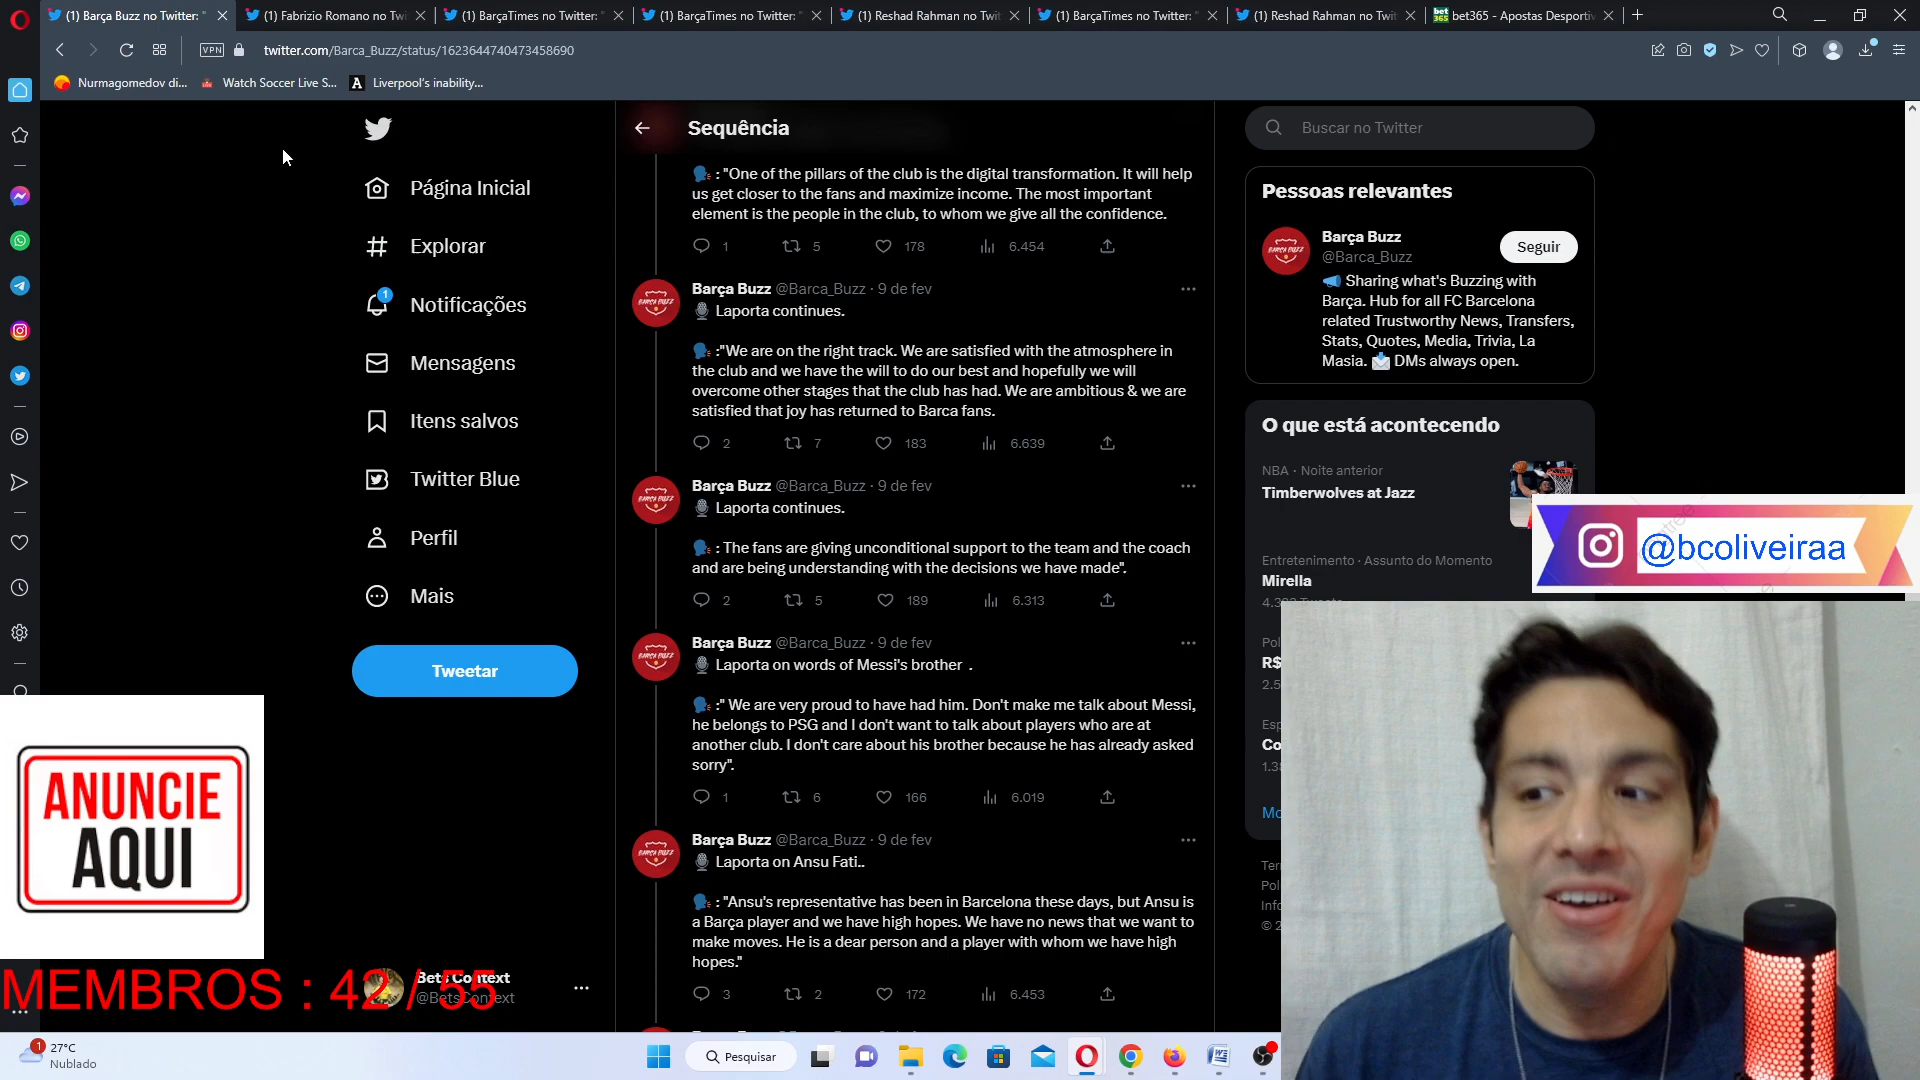 (1) Barça Buzz no Twitter: "
(1) Fabrizio Romano no Twi
(1) BarçaTimes no Twitter: "
(1) BarçaTimes no Twitter: "
(1) Reshad Rahman no Twit
(1) BarçaTimes no Twitter: "
(1) Reshad Rahman no Twit
bet365 - Apostas Desportiv
VPN
twitter.com/Barca_Buzz/status/1623644740473458690
Nurmagomedov di...
Watch Soccer Live S...
Liverpool's inability...
Página Inicial
Explorar
1
Notificações
Mensagens
Itens salvos
Twitter Blue
Perfil
Mais
Tweetar
ANUNCIE
AQUI
MEMBROS : 42 / 55
Bets Context
@BetsContext
Sequência
: "One of the pillars of the club is the digital transformation. It will help
us get closer to the fans and maximize income. The most important
element is the people in the club, to whom we give all the confidence.
1 5 178 6.454
Barça Buzz @Barca_Buzz · 9 de fev
Laporta continues.
:"We are on the right track. We are satisfied with the atmosphere in
the club and we have the will to do our best and hopefully we will
overcome other stages that the club has had. We are ambitious & we are
satisfied that joy has returned to Barca fans.
2 7 183 6.639
Barça Buzz @Barca_Buzz · 9 de fev
Laporta continues.
: The fans are giving unconditional support to the team and the coach
and are being understanding with the decisions we have made".
2 5 189 6.313
Barça Buzz @Barca_Buzz · 9 de fev
Laporta on words of Messi's brother .
:" We are very proud to have had him. Don't make me talk about Messi,
he belongs to PSG and I don't want to talk about players who are at
another club. I don't care about his brother because he has already asked
sorry".
1 6 166 6.019
Barça Buzz @Barca_Buzz · 9 de fev
Laporta on Ansu Fati..
: "Ansu's representative has been in Barcelona these days, but Ansu is
a Barça player and we have high hopes. We have no news that we want to
make moves. He is a dear person and a player with whom we have high
hopes."
3 2 172 6.453
Buscar no Twitter
Pessoas relevantes
Barça Buzz
@Barca_Buzz
Seguir
Sharing what's Buzzing with
Barça. Hub for all FC Barcelona
related Trustworthy News, Transfers,
Stats, Quotes, Media, Trivia, La
Masia. DMs always open.
O que está acontecendo
NBA · Noite anterior
Timberwolves at Jazz
Entretenimento · Assunto do Momento
Mirella
@bcoliveiraa
1
27°C
Nublado
Pesquisar